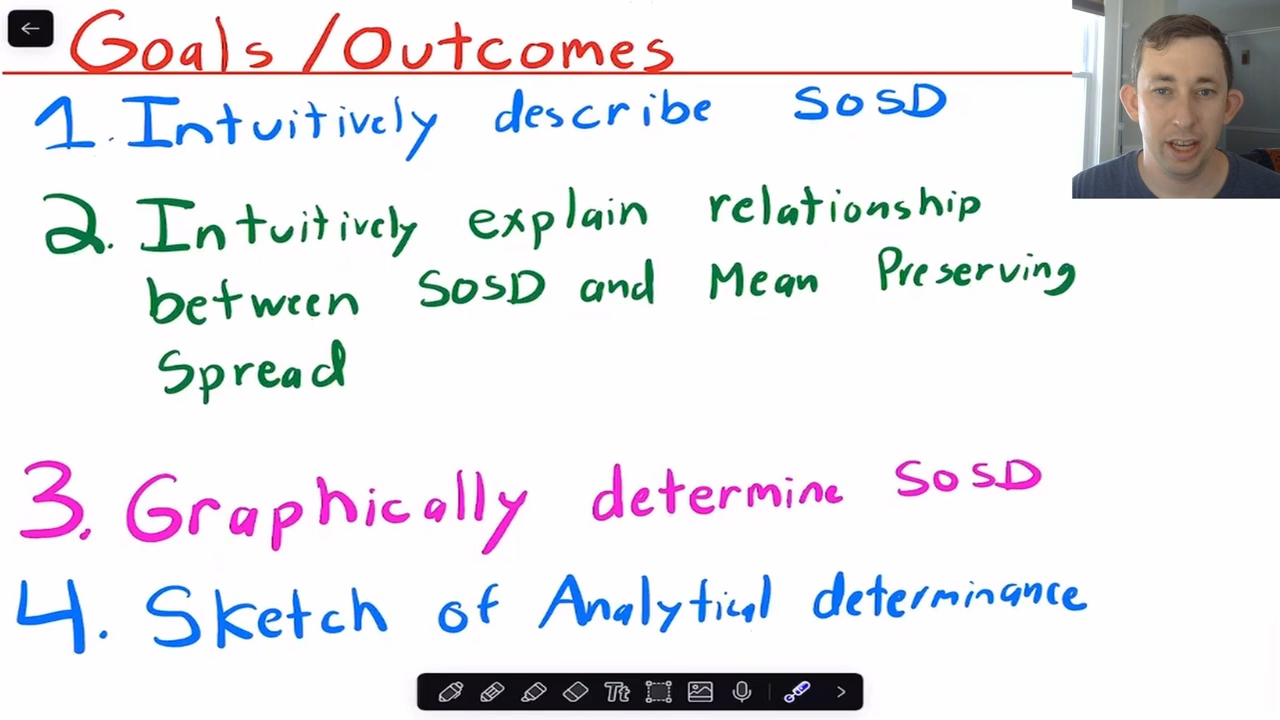 Goals/Outcomes
1. Intuitively describe SOSD
2. Intuitively explain relationship
between SOSD and Mean Preserving
Spread
3. Graphically determine SOSD
4. Sketch of Analytical determinance
Tt